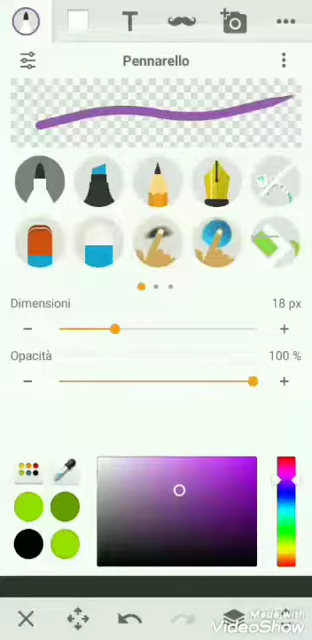 T
Pennarello
Dimensioni
18 px
Opacità
100 %
Made with
VideoShow